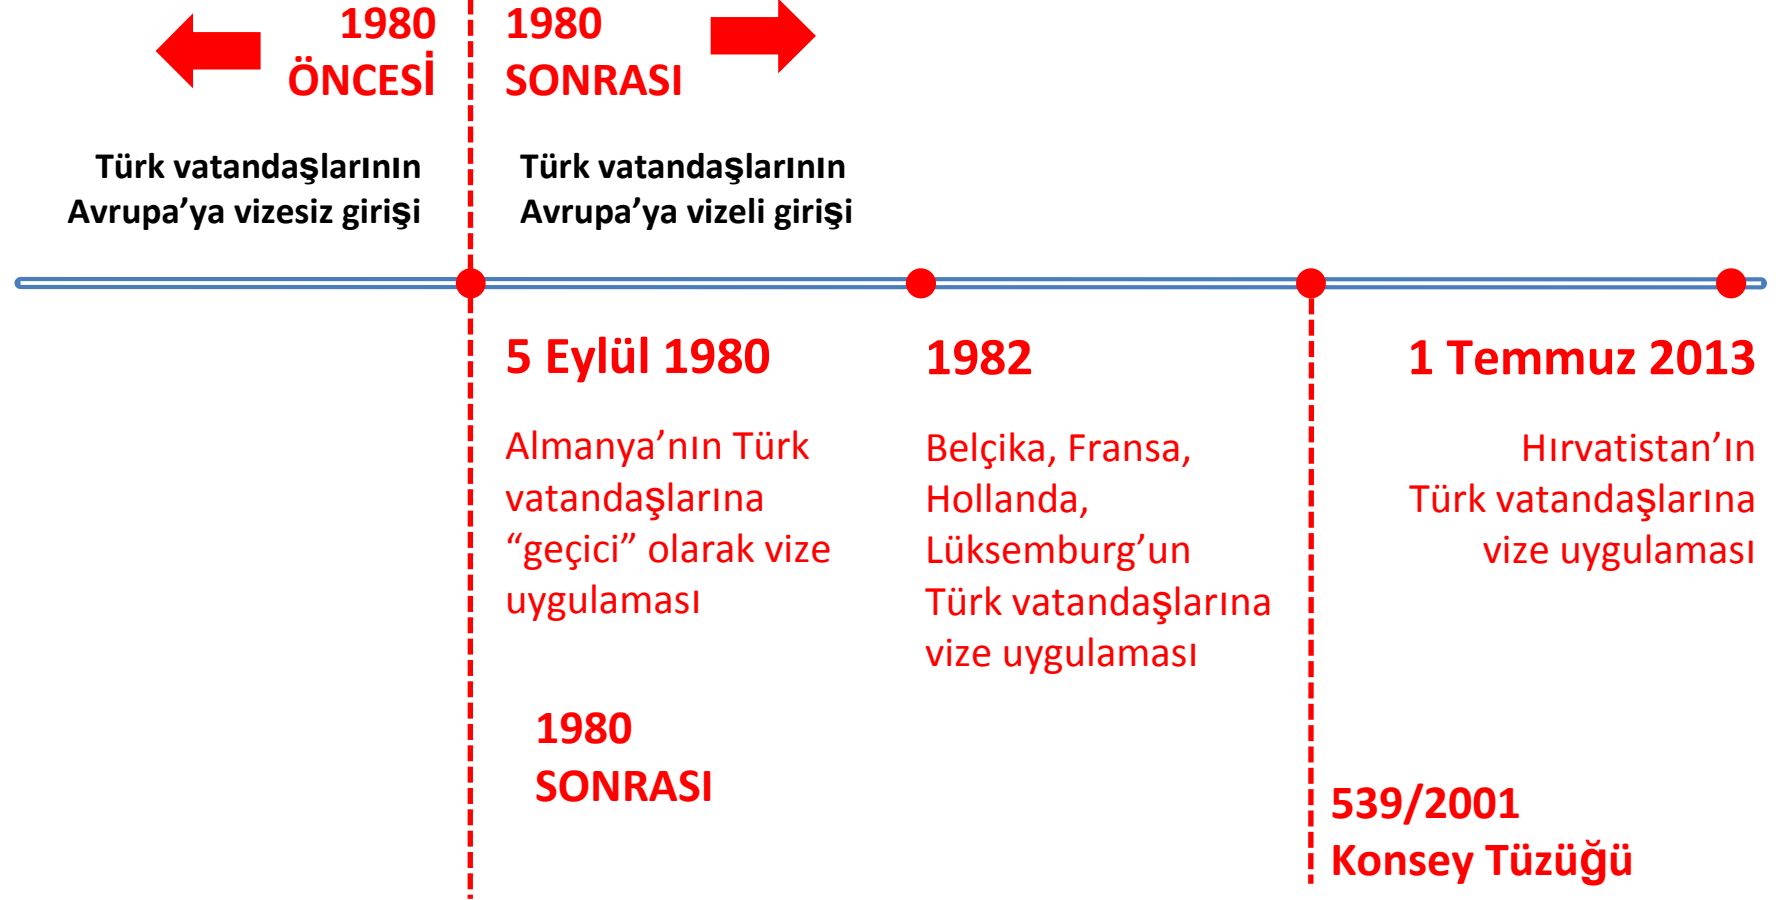 1980
ÖNCESİ
1980
SONRASI
Türk vatandaşlarının
Avrupa’ya vizesiz girişi
Türk vatandaşlarının
Avrupa’ya vizeli girişi
5 Eylül 1980
Almanya’nın Türk
vatandaşlarına
“geçici” olarak vize
uygulaması
1982
Belçika, Fransa,
Hollanda,
Lüksemburg’un
Türk vatandaşlarına
vize uygulaması
1 Temmuz 2013
Hırvatistan’ın
Türk vatandaşlarına
vize uygulaması
1980
SONRASI
539/2001
Konsey Tüzüğü